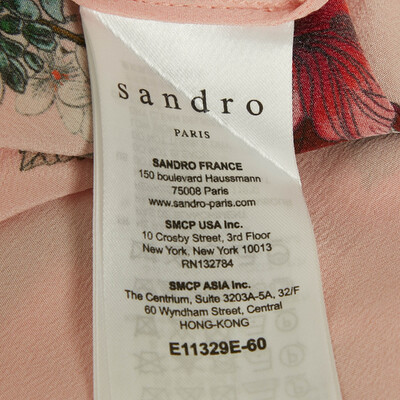 sandro
PARIS
SANDRO FRANCE
150 boulevard Haussmann
75008 Paris
www.sandro-paris.com
SMCP USA Inc.
10 Crosby Street, 3rd Floor
New York, New York 10013
RN132784
SMCP ASIA Inc.
The Centrium, Suite 3203A-5A, 32/F
60 Wyndham Street, Central
HONG-KONG
E11329E-60